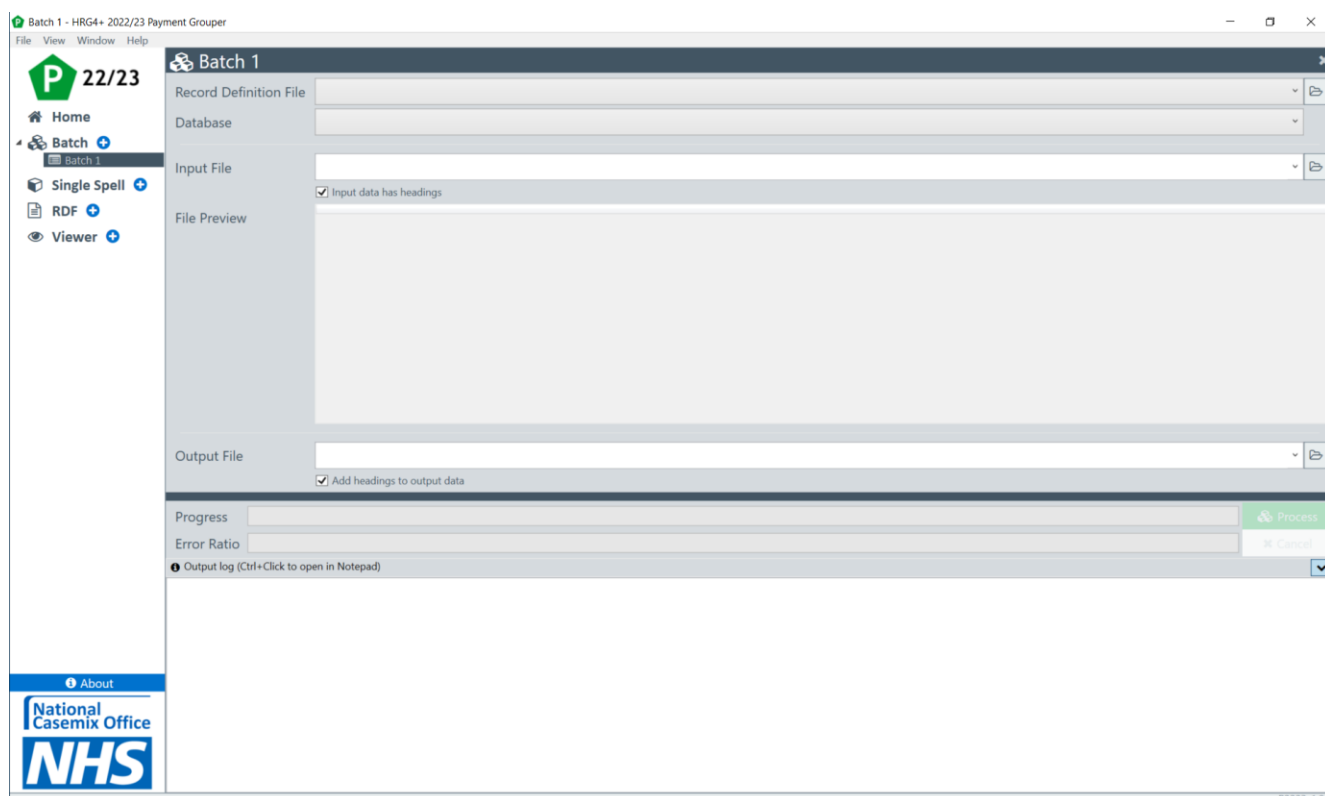 Batch 1 - HRG4+ 2022/23 Payment Grouper
File View Window Help
P 22/23
Home
Batch
Batch 1
Single Spell
RDF
Viewer
Batch 1
Record Definition File
Database
Input File
Input data has headings
File Preview
Output File
Add headings to output data
Progress
Process
Error Ratio
Cancel
Output log (Ctrl+Click to open in Notepad)
About
National
Casemix Office
NHS